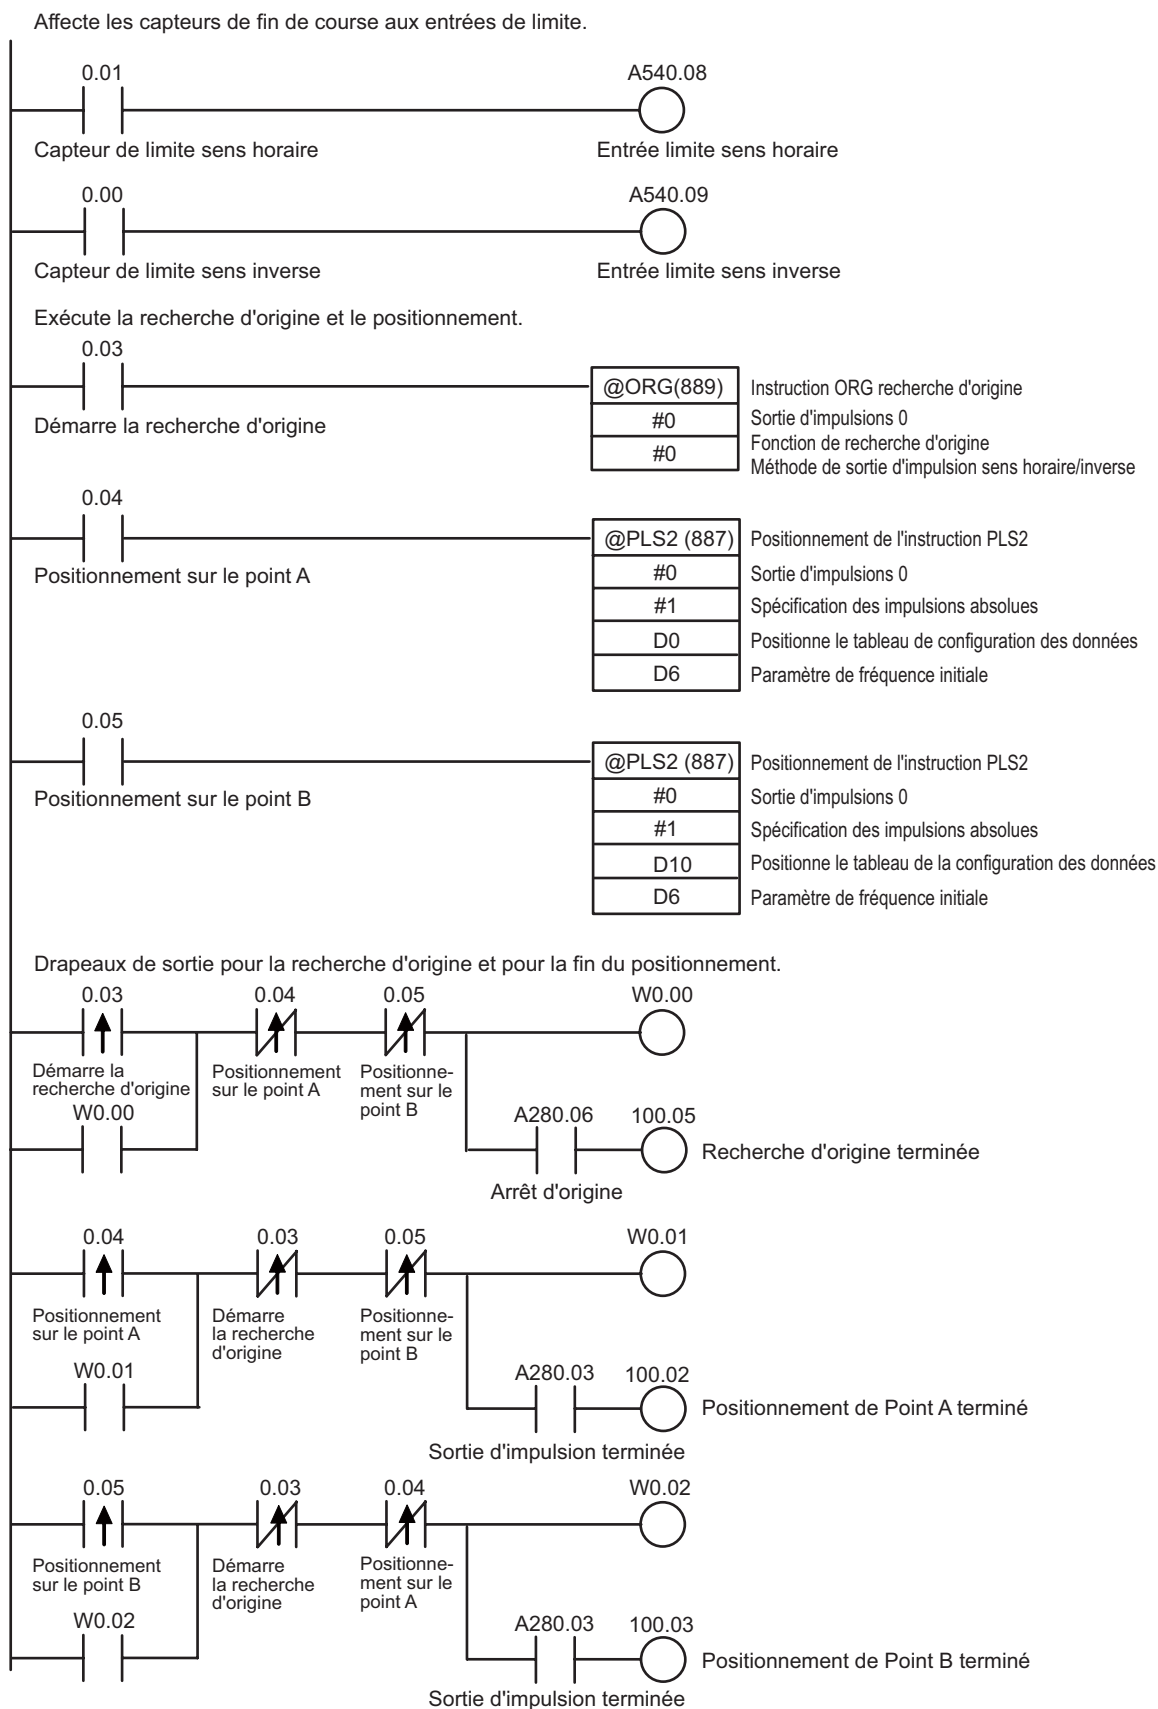 Affecte les capteurs de fin de course aux entrées de limite.
0.01 A540.08
Capteur de limite sens horaire Entrée limite sens horaire
0.00 A540.09
Capteur de limite sens inverse Entrée limite sens inverse
Exécute la recherche d'origine et le positionnement.
0.03
@ORG(889) Instruction ORG recherche d'origine
Démarre la recherche d'origine
#0 Sortie d'impulsions 0
#0 Fonction de recherche d'origine
Méthode de sortie d'impulsion sens horaire/inverse
0.04
@PLS2 (887) Positionnement de l'instruction PLS2
Positionnement sur le point A
#0 Sortie d'impulsions 0
#1 Spécification des impulsions absolues
D0 Positionne le tableau de configuration des données
D6 Paramètre de fréquence initiale
0.05
@PLS2 (887) Positionnement de l'instruction PLS2
Positionnement sur le point B
#0 Sortie d'impulsions 0
#1 Spécification des impulsions absolues
D10 Positionne le tableau de la configuration des données
D6 Paramètre de fréquence initiale
Drapeaux de sortie pour la recherche d'origine et pour la fin du positionnement.
0.03 0.04 0.05 W0.00
Démarre la
recherche d'origine
Positionnement
sur le point A
Positionne-
ment sur le
point B
W0.00
A280.06 100.05
Recherche d'origine terminée
Arrêt d'origine
0.04 0.03 0.05 W0.01
Positionnement
sur le point A
Démarre
la recherche
d'origine
Positionne-
ment sur le
point B
W0.01
A280.03 100.02
Positionnement de Point A terminé
Sortie d'impulsion terminée
0.05 0.03 0.04 W0.02
Positionnement
sur le point B
Démarre
la recherche
d'origine
Positionne-
ment sur le
point A
W0.02
A280.03 100.03
Positionnement de Point B terminé
Sortie d'impulsion terminée